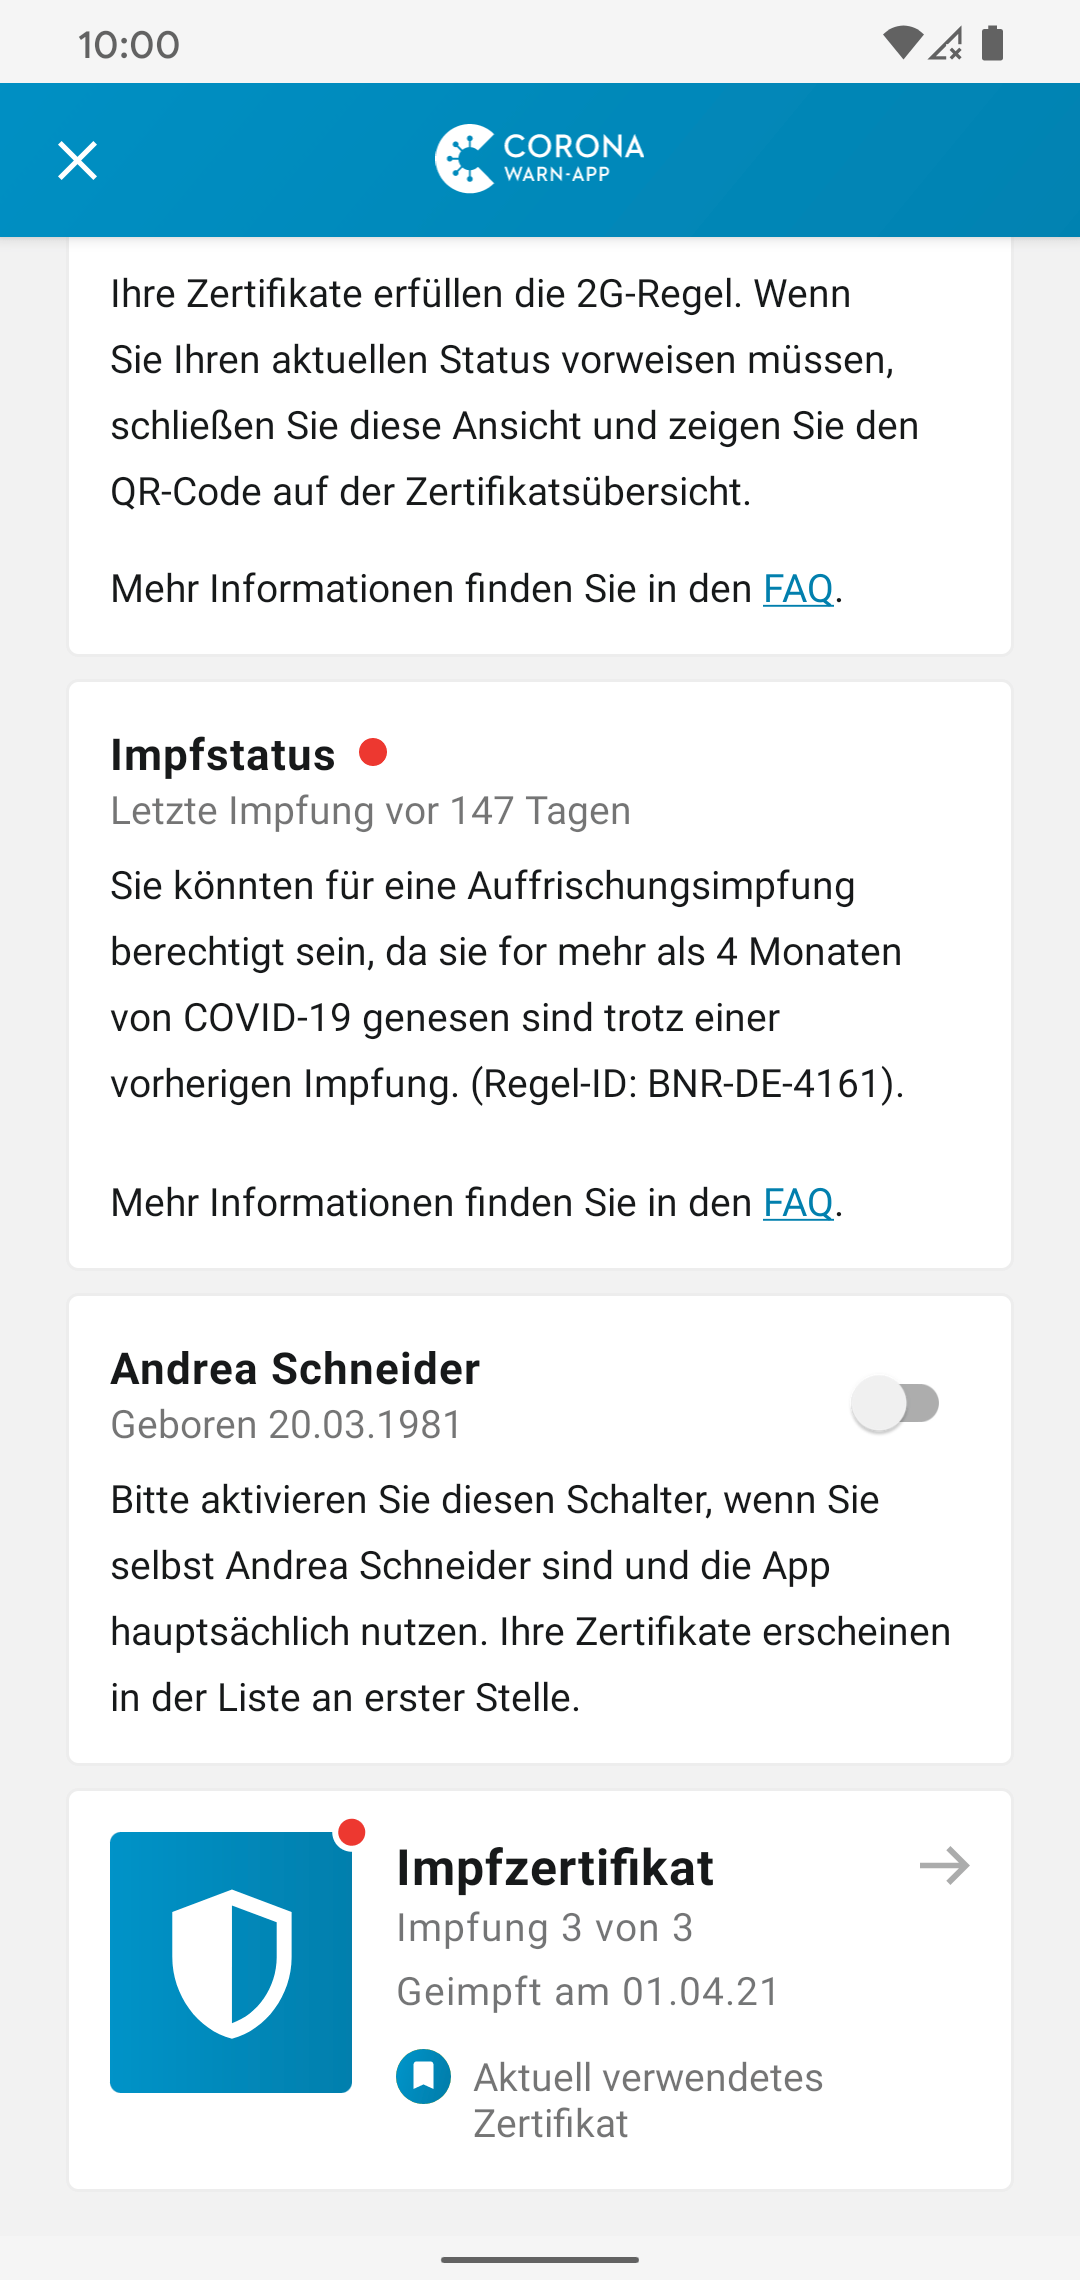 10:00
CORONA
WARN-APP
Ihre Zertifikate erfüllen die 2G-Regel. Wenn
Sie Ihren aktuellen Status vorweisen müssen,
schließen Sie diese Ansicht und zeigen Sie den
QR-Code auf der Zertifikatsübersicht.
Mehr Informationen finden Sie in den FAQ.
Impfstatus
Letzte Impfung vor 147 Tagen
Sie könnten für eine Auffrischungsimpfung
berechtigt sein, da sie for mehr als 4 Monaten
von COVID-19 genesen sind trotz einer
vorherigen Impfung. (Regel-ID: BNR-DE-4161).
Mehr Informationen finden Sie in den FAQ.
Andrea Schneider
Geboren 20.03.1981
Bitte aktivieren Sie diesen Schalter, wenn Sie
selbst Andrea Schneider sind und die App
hauptsächlich nutzen. Ihre Zertifikate erscheinen
in der Liste an erster Stelle.
Impfzertifikat
Impfung 3 von 3
Geimpft am 01.04.21
Aktuell verwendetes
Zertifikat